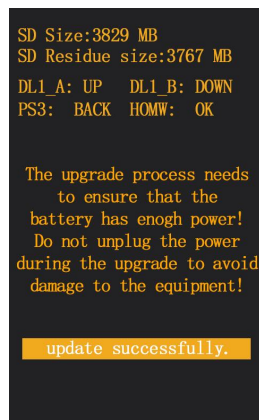 SD Size:3829 MB
SD Residue size:3767 MB
DL1_A: UP DL1_B: DOWN
PS3: BACK HOMW: OK
The upgrade process needs
to ensure that the
battery has enogh power!
Do not unplug the power
during the upgrade to avoid
damage to the equipment!
update successfully.